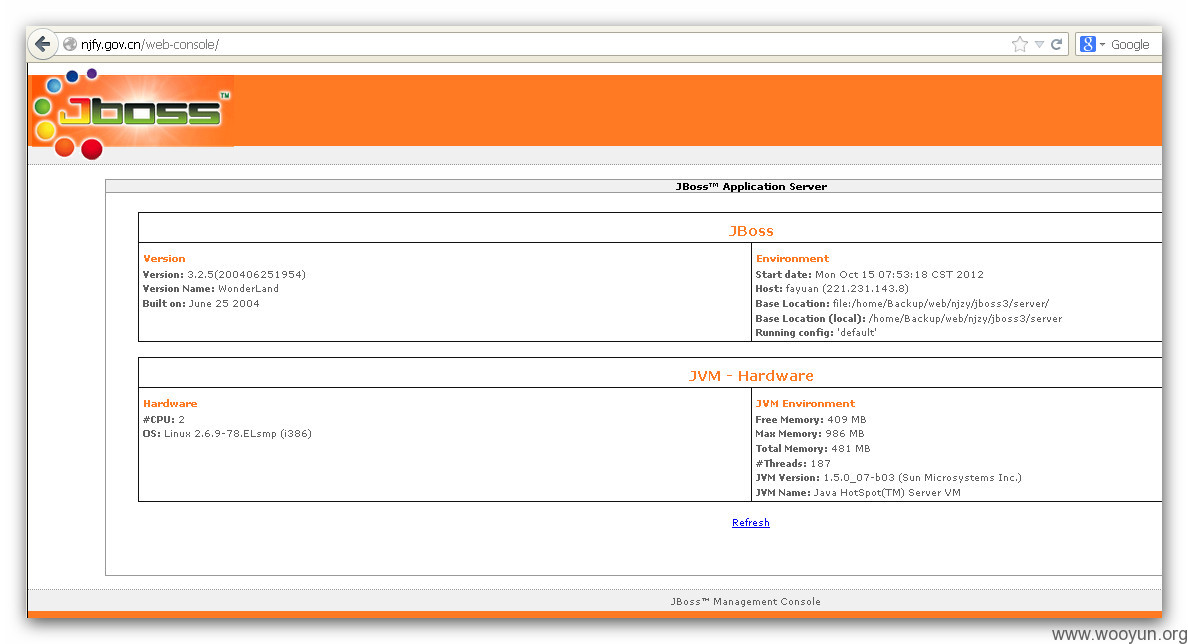 njfy.gov.cn/web-console/
8 Google
Jboss™
JBoss™ Application Server
JBoss
Version
Version: 3.2.5(200406251954)
Version Name: WonderLand
Built on: June 25 2004
Environment
Start date: Mon Oct 15 07:53:18 CST 2012
Host: fayuan (221.231.143.8)
Base Location: file:/home/Backup/web/njzy/jboss3/server/
Base Location (local): /home/Backup/web/njzy/jboss3/server
Running config: 'default'
JVM - Hardware
Hardware
#CPU: 2
OS: Linux 2.6.9-78.ELsmp (i386)
JVM Environment
Free Memory: 409 MB
Max Memory: 986 MB
Total Memory: 481 MB
#Threads: 187
JVM Version: 1.5.0_07-b03 (Sun Microsystems Inc.)
JVM Name: Java HotSpot(TM) Server VM
Refresh
JBoss™ Management Console
www.wooyun.org